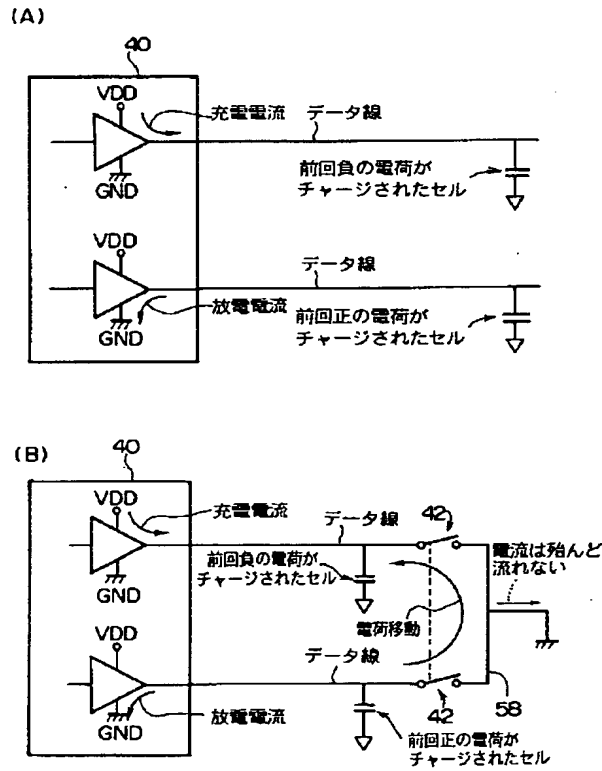 (A)
40
VDD
充電電流
データ線
前回負の電荷が
チャージされたセル
GND
VDD
データ線
放電電流
GND
前回正の電荷が
チャージされたセル
(B)
40
VDD
充電電流
データ線
42
前回負の電荷が
チャージされたセル
電流は殆んど
流れない
GND
電荷移動
VDD
データ線
放電電流
GND
42
58
前回正の電荷が
チャージされたセル